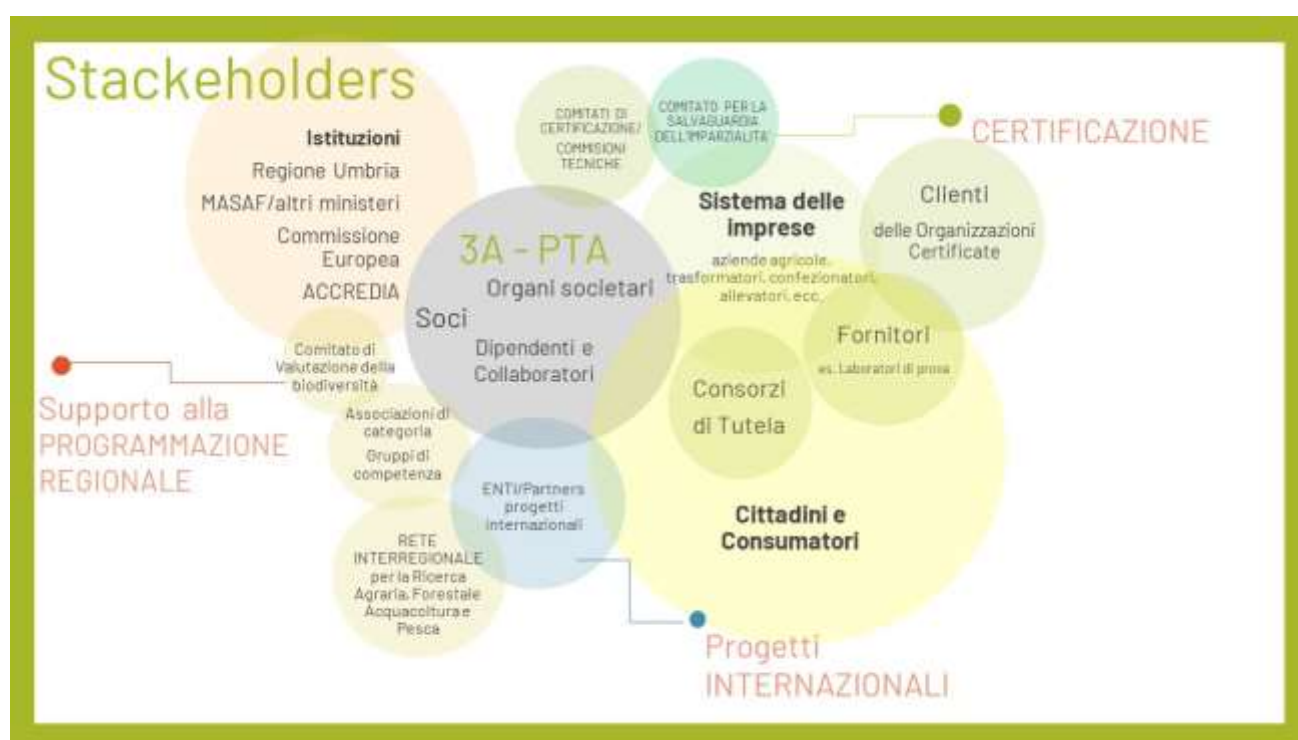 Stackeholders
Istituzioni
Regione Umbria
MASAF/altri ministeri
Commissione
Europea
ACCREDIA
COMITATI DI
CERTIFICAZIONE/
COMMISIONI
TECNICHE
COMITATO PER LA
SALVAGUARDIA
DELL'IMPARZIALITA'
CERTIFICAZIONE
Sistema delle
imprese
aziende agricole,
trasformatori, confezionatori,
allevatori, ecc.
Clienti
delle Organizzazioni
Certificate
3A - PTA
Organi societari
Soci
Dipendenti e
Collaboratori
Fornitori
es. Laboratori di prova
Consorzi
di Tutela
Comitato di
Valutazione della
biodiversità
Supporto alla
PROGRAMMAZIONE
REGIONALE
Associazioni di
categoria
Gruppi di
competenza
ENTI/Partners
progetti
internazionali
Cittadini e
Consumatori
RETE
INTERREGIONALE
per la Ricerca
Agraria, Forestale
Acquacoltura e
Pesca
Progetti
INTERNAZIONALI